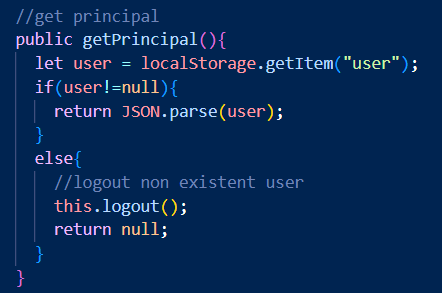 //get principal
public getPrincipal(){
let user = localStorage.getItem("user");
if(user!=null){
return JSON.parse(user);
}
else{
//logout non existent user
this.logout();
return null;
}
}